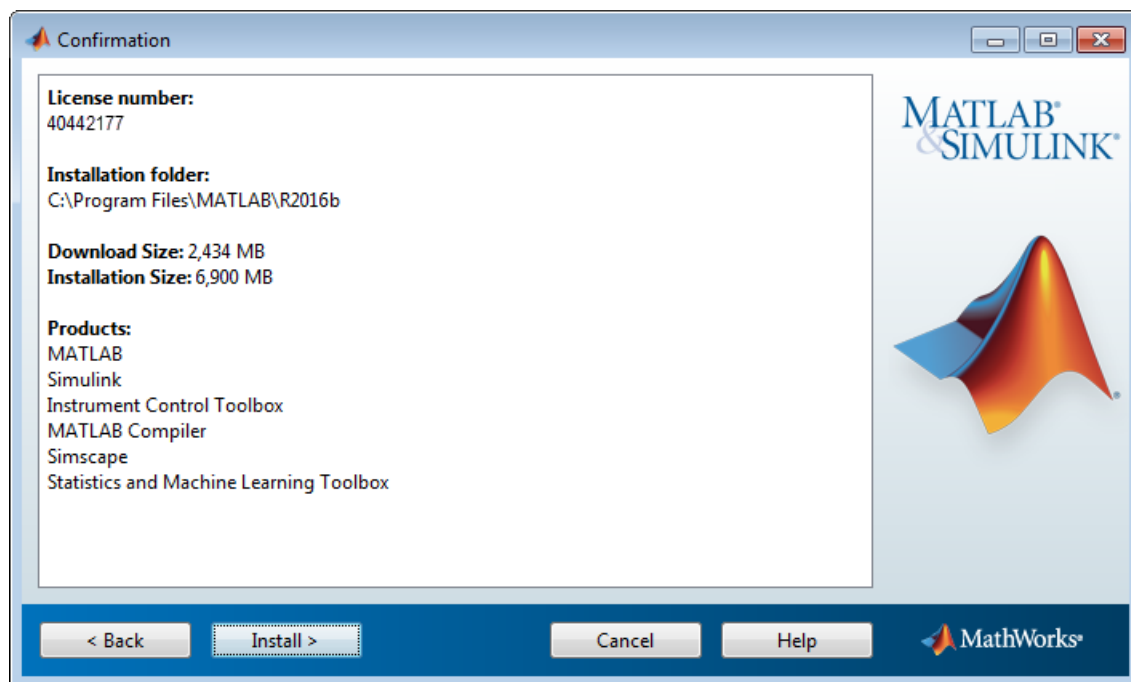 Confirmation
License number:
40442177
Installation folder:
C:\Program Files\MATLAB\R2016b
Download Size: 2,434 MB
Installation Size: 6,900 MB
Products:
MATLAB
Simulink
Instrument Control Toolbox
MATLAB Compiler
Simscape
Statistics and Machine Learning Toolbox
MATLAB®
&SIMULINK®
®
< Back
Install >
Cancel
Help
MathWorks®